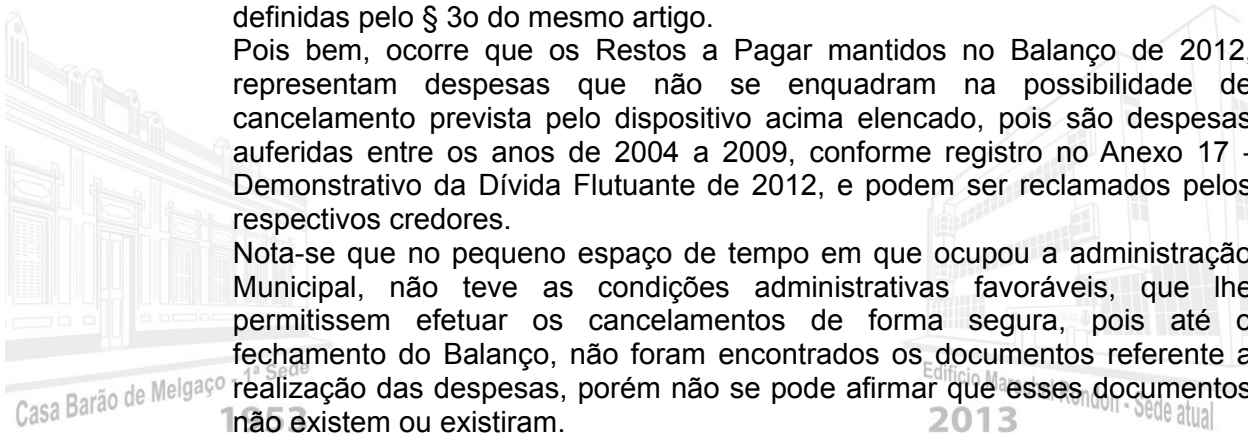 definidas pelo § 3o do mesmo artigo.
Pois bem, ocorre que os Restos a Pagar mantidos no Balanço de 2012,
representam despesas que não se enquadram na possibilidade de
cancelamento prevista pelo dispositivo acima elencado, pois são despesas
auferidas entre os anos de 2004 a 2009, conforme registro no Anexo 17 -
Demonstrativo da Dívida Flutuante de 2012, e podem ser reclamados pelos
respectivos credores.
Nota-se que no pequeno espaço de tempo em que ocupou a administração
Municipal, não teve as condições administrativas favoráveis, que lhe
permitissem efetuar os cancelamentos de forma segura, pois até o
fechamento do Balanço, não foram encontrados os documentos referente a
realização das despesas, porém não se pode afirmar que esses documentos
não existem ou existiram.
Casa Barão de Melgaço - 1ª Sede
1953
Edifício Marechal Rondon - Sede atual
2013